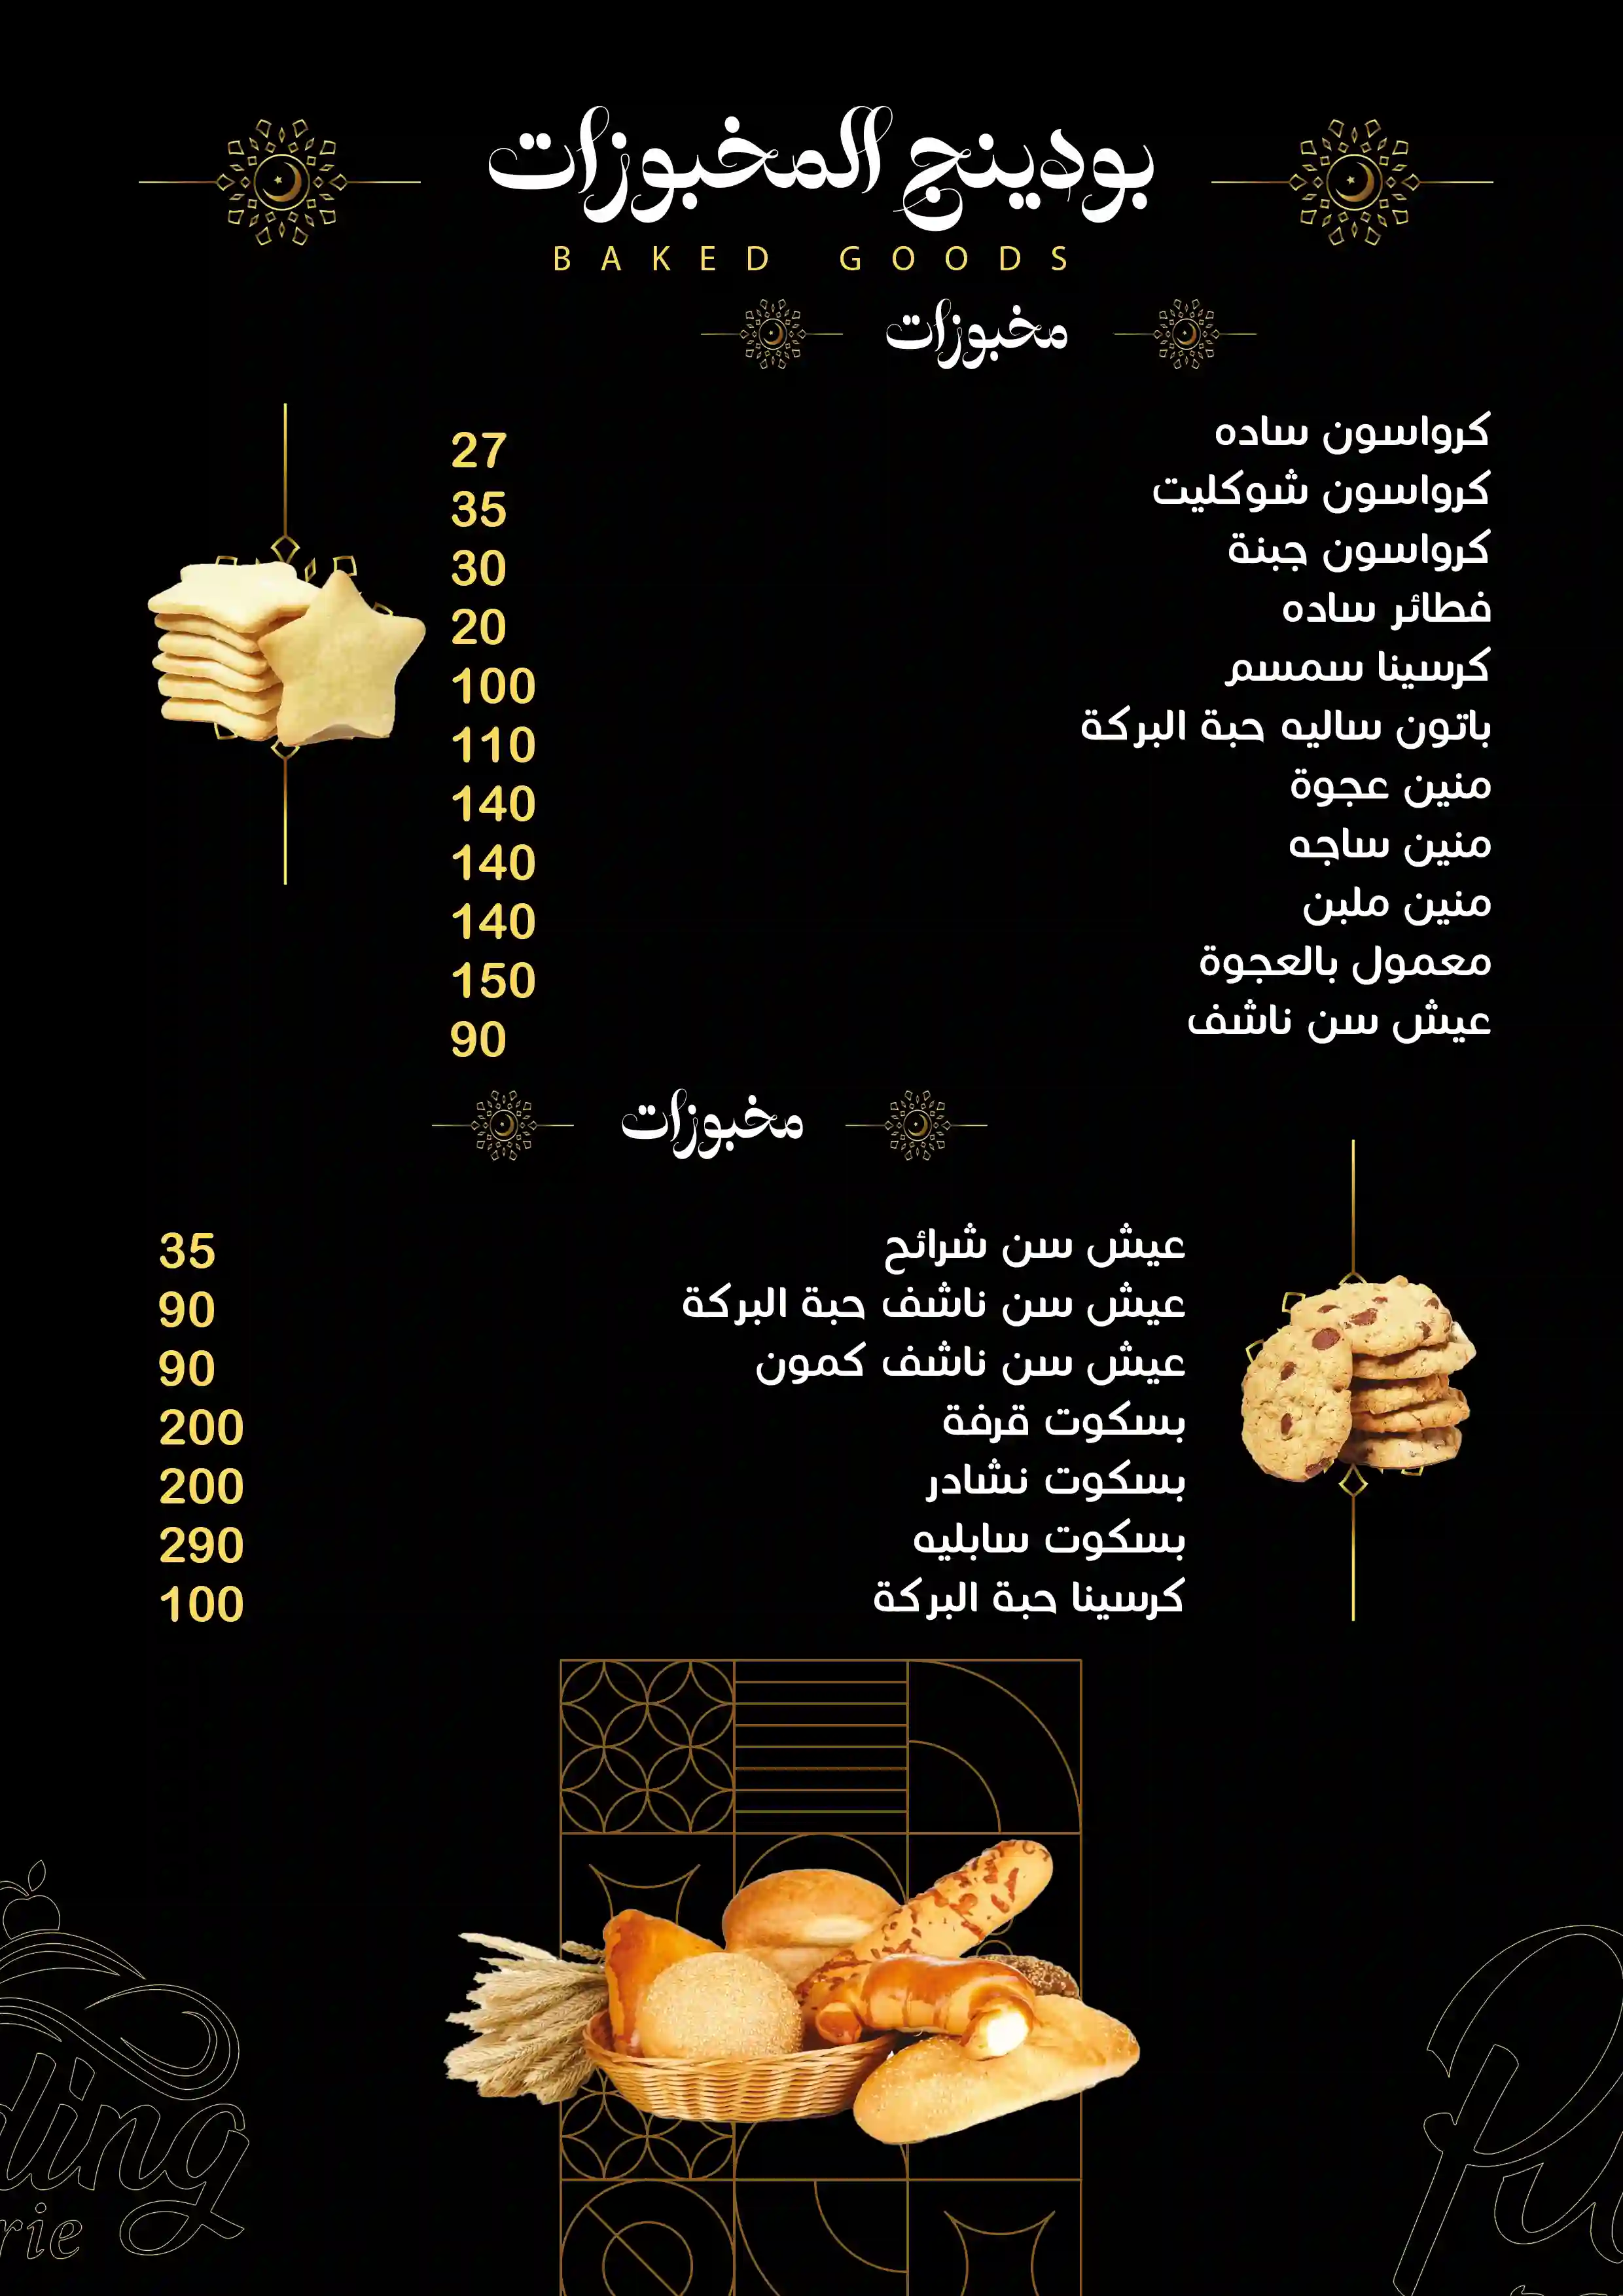 بودينج المخبوزات
BAKED GOODS
مخبوزات
كرواسون ساده 27
كرواسون شوكليت 35
كرواسون جبنة 30
فطائر ساده 20
كرسينا سمسم 100
باتون ساليه حبة البركة 110
منين عجوة 140
منين ساجه 140
منين ملبن 140
معمول بالعجوة 150
عيش سن ناشف 90
مخبوزات
عيش سن شرائح 35
عيش سن ناشف حبة البركة 90
عيش سن ناشف كمون 90
بسكوت قرفة 200
بسكوت نشادر 200
بسكوت سابليه 290
كرسينا حبة البركة 100
ding
rie
Pu